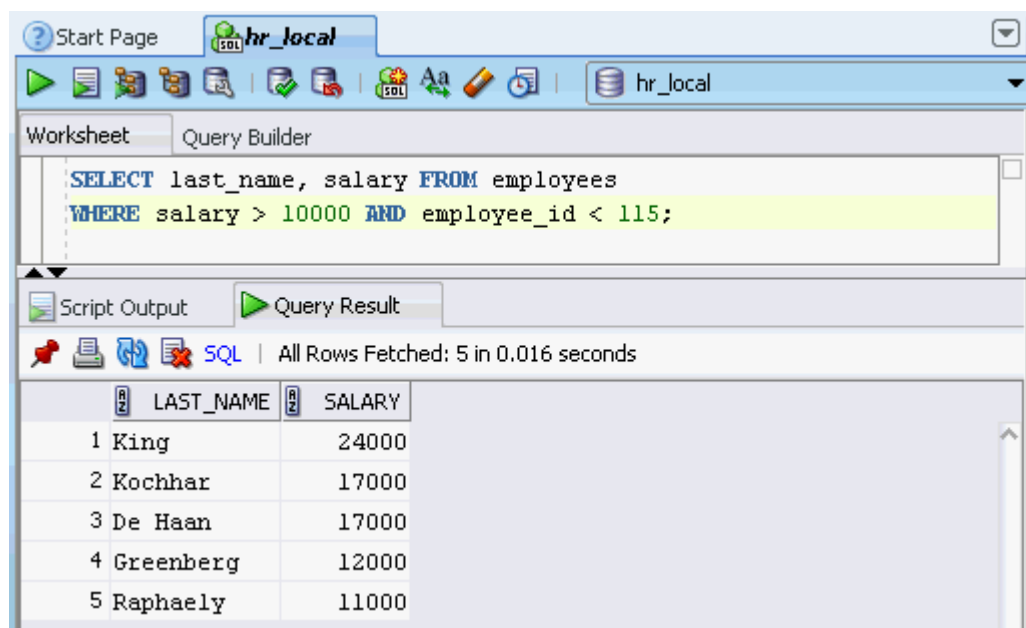 Start Page hr_local
hr_local
Worksheet Query Builder
SELECT last_name, salary FROM employees
WHERE salary > 10000 AND employee_id < 115;
Script Output Query Result
SQL | All Rows Fetched: 5 in 0.016 seconds
LAST_NAME SALARY
1 King 24000
2 Kochhar 17000
3 De Haan 17000
4 Greenberg 12000
5 Raphaely 11000